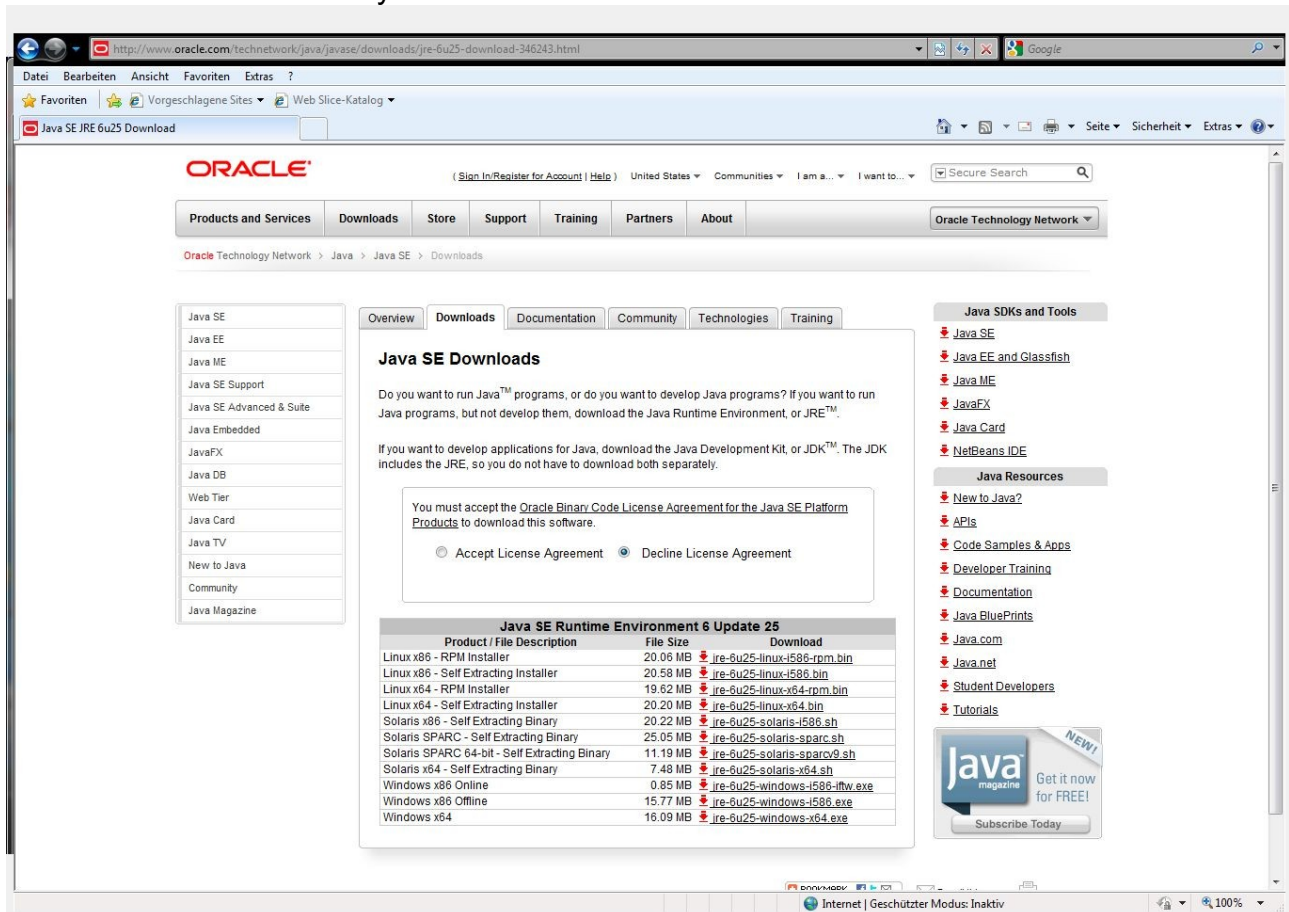 http://www.oracle.com/technetwork/java/javase/downloads/jre-6u25-download-346243.html
Google
Datei Bearbeiten Ansicht Favoriten Extras ?
Favoriten Vorgeschlagene Sites Web Slice-Katalog
Java SE JRE 6u25 Download
Seite Sicherheit Extras
ORACLE
( Sign In/Register for Account | Help ) United States Communities I am a... I want to... Secure Search
Products and Services Downloads Store Support Training Partners About Oracle Technology Network
Oracle Technology Network > Java > Java SE > Downloads
Java SE
Java EE
Java ME
Java SE Support
Java SE Advanced & Suite
Java Embedded
JavaFX
Java DB
Web Tier
Java Card
Java TV
New to Java
Community
Java Magazine
Overview Downloads Documentation Community Technologies Training
Java SE Downloads
Do you want to run Java™ programs, or do you want to develop Java programs? If you want to run
Java programs, but not develop them, download the Java Runtime Environment, or JRE™.
If you want to develop applications for Java, download the Java Development Kit, or JDK™. The JDK
includes the JRE, so you do not have to download both separately.
You must accept the Oracle Binary Code License Agreement for the Java SE Platform
Products to download this software.
Accept License Agreement Decline License Agreement
Java SE Runtime Environment 6 Update 25
Product / File Description File Size Download
Linux x86 - RPM Installer 20.06 MB jre-6u25-linux-i586-rpm.bin
Linux x86 - Self Extracting Installer 20.58 MB jre-6u25-linux-i586.bin
Linux x64 - RPM Installer 19.62 MB jre-6u25-linux-x64-rpm.bin
Linux x64 - Self Extracting Installer 20.20 MB jre-6u25-linux-x64.bin
Solaris x86 - Self Extracting Binary 20.22 MB jre-6u25-solaris-i586.sh
Solaris SPARC - Self Extracting Binary 25.05 MB jre-6u25-solaris-sparc.sh
Solaris SPARC 64-bit - Self Extracting Binary 11.19 MB jre-6u25-solaris-sparcv9.sh
Solaris x64 - Self Extracting Binary 7.48 MB jre-6u25-solaris-x64.sh
Windows x86 Online 0.85 MB jre-6u25-windows-i586-iftw.exe
Windows x86 Offline 15.77 MB jre-6u25-windows-i586.exe
Windows x64 16.09 MB jre-6u25-windows-x64.exe
Java SDKs and Tools
Java SE
Java EE and Glassfish
Java ME
JavaFX
Java Card
NetBeans IDE
Java Resources
New to Java?
APIs
Code Samples & Apps
Developer Training
Documentation
Java BluePrints
Java.com
Java.net
Student Developers
Tutorials
NEW!
Java magazine
Get it now
for FREE!
Subscribe Today
BOOKMARK
Internet | Geschützter Modus: Inaktiv 100%